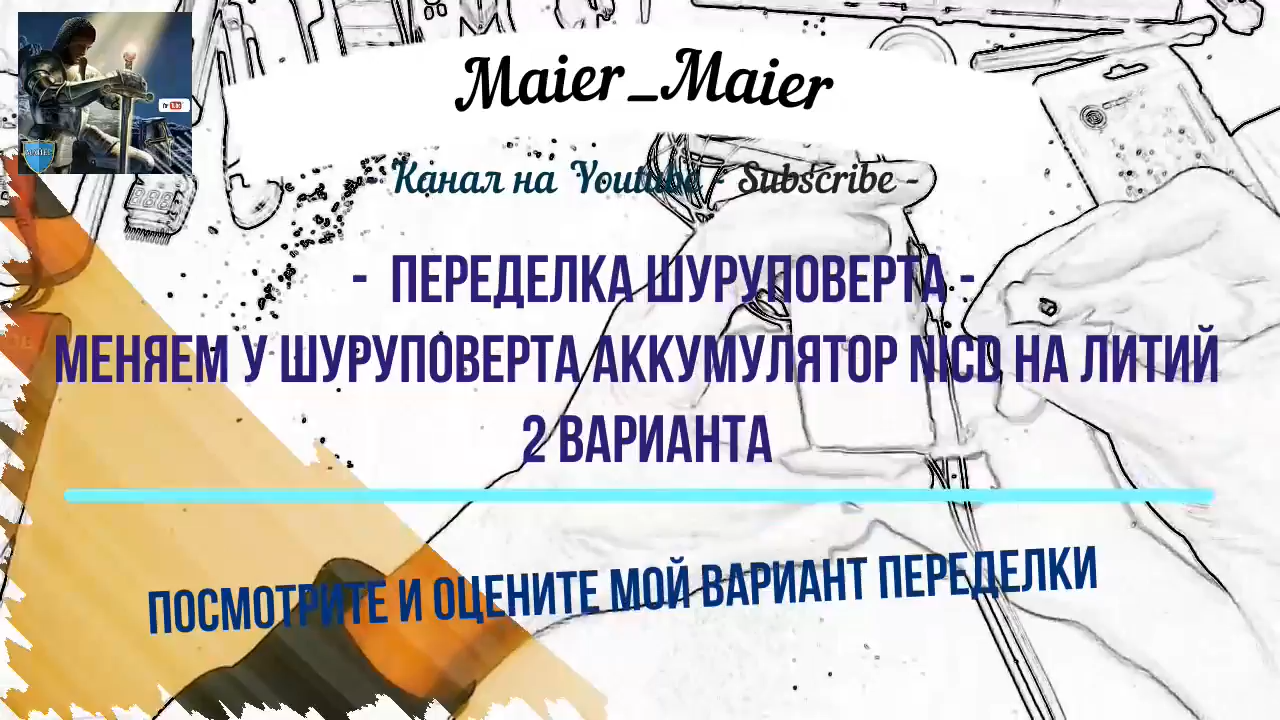 Maier_Maier
Канал на Youtube - Subscribe -
- ПЕРЕДЕЛКА ШУРУПОВЕРТА -
МЕНЯЕМ У ШУРУПОВЕРТА АККУМУЛЯТОР NICD НА ЛИТИЙ
2 ВАРИАНТА
ПОСМОТРИТЕ И ОЦЕНИТЕ МОЙ ВАРИАНТ ПЕРЕДЕЛКИ